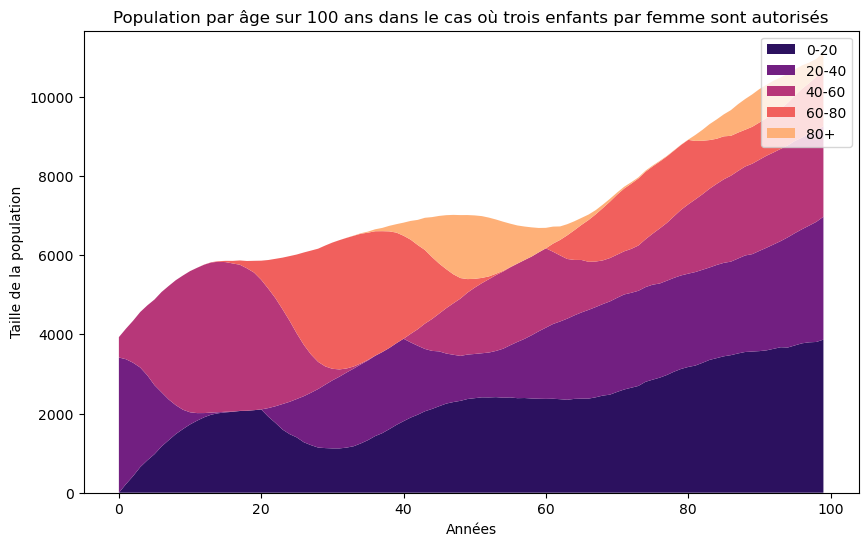 Population par âge sur 100 ans dans le cas où trois enfants par femme sont autorisés
Taille de la population
10000
8000
6000
4000
2000
0
0-20
20-40
40-60
60-80
80+
0 20 40 60 80 100
Années